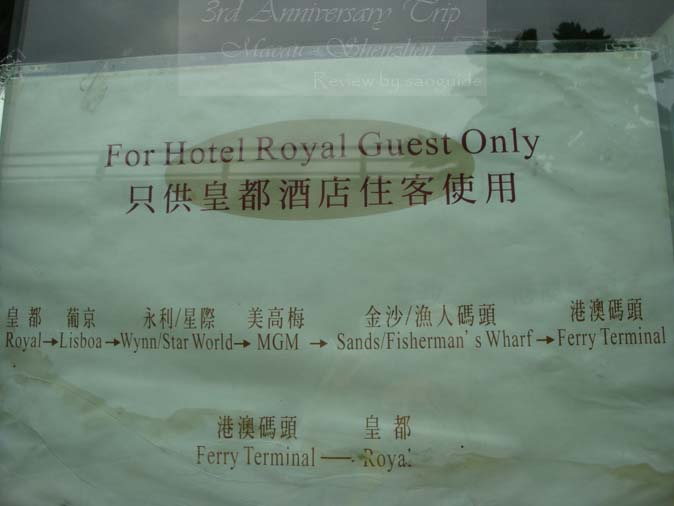 3rd Anniversary Trip
Macau - Shenzhen
Review by saoguide
For Hotel Royal Guest Only
只供皇都酒店住客使用
皇都 葡京 永利/星際 美高梅 金沙/漁人碼頭 港澳碼頭
Royal→Lisboa→Wynn/Star World→MGM→Sands/Fisherman's Wharf→Ferry Terminal
港澳碼頭 皇都
Ferry Terminal — Royal